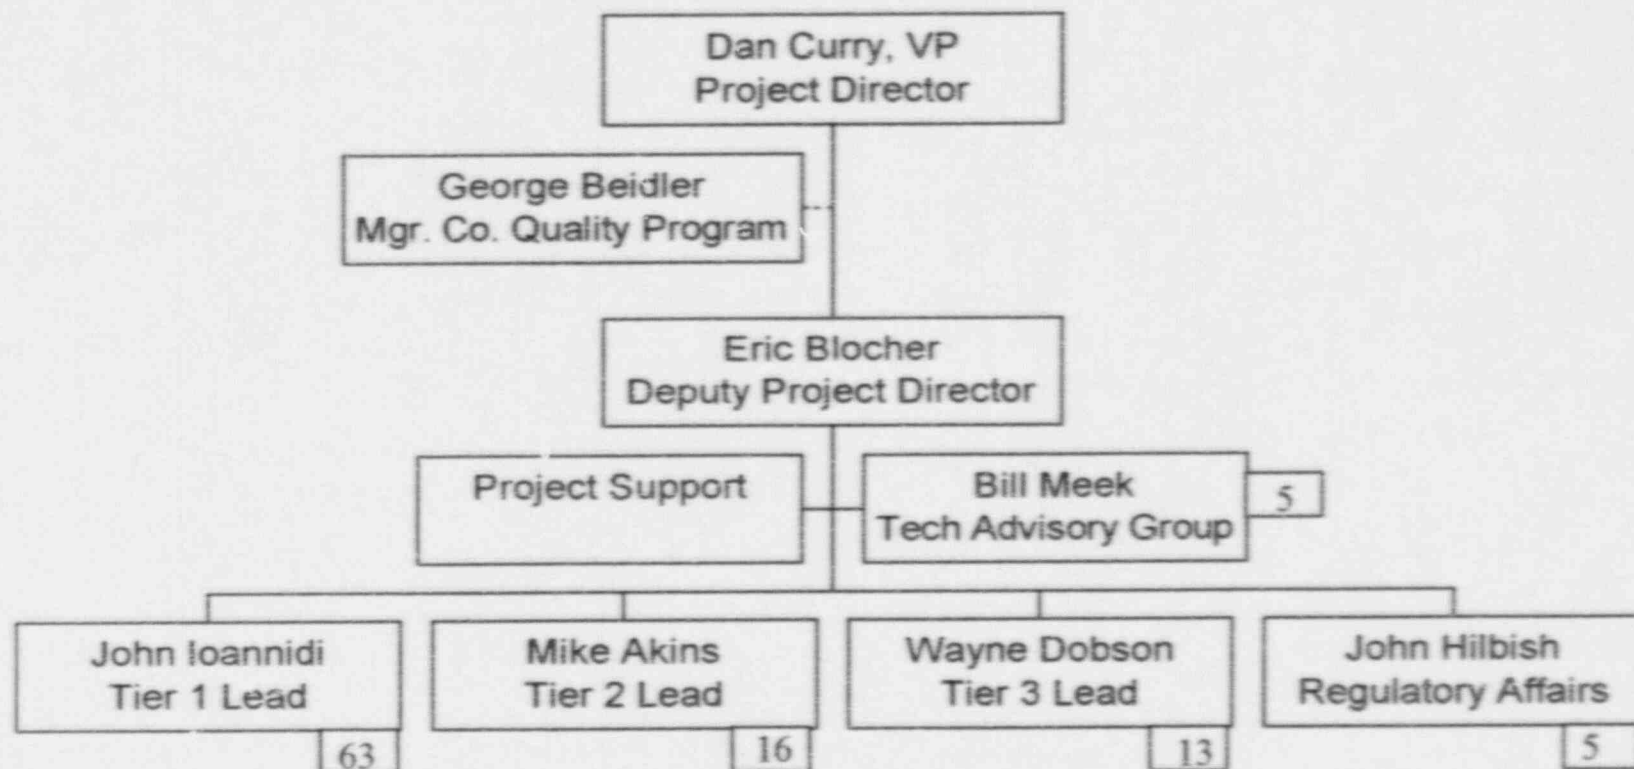 Dan Curry, VP
Project Director
George Beidler
Mgr. Co. Quality Program
Eric Blocher
Deputy Project Director
Project Support
Bill Meek
Tech Advisory Group
5
John Ioannidi
Tier 1 Lead
63
Mike Akins
Tier 2 Lead
16
Wayne Dobson
Tier 3 Lead
13
John Hilbish
Regulatory Affairs
5